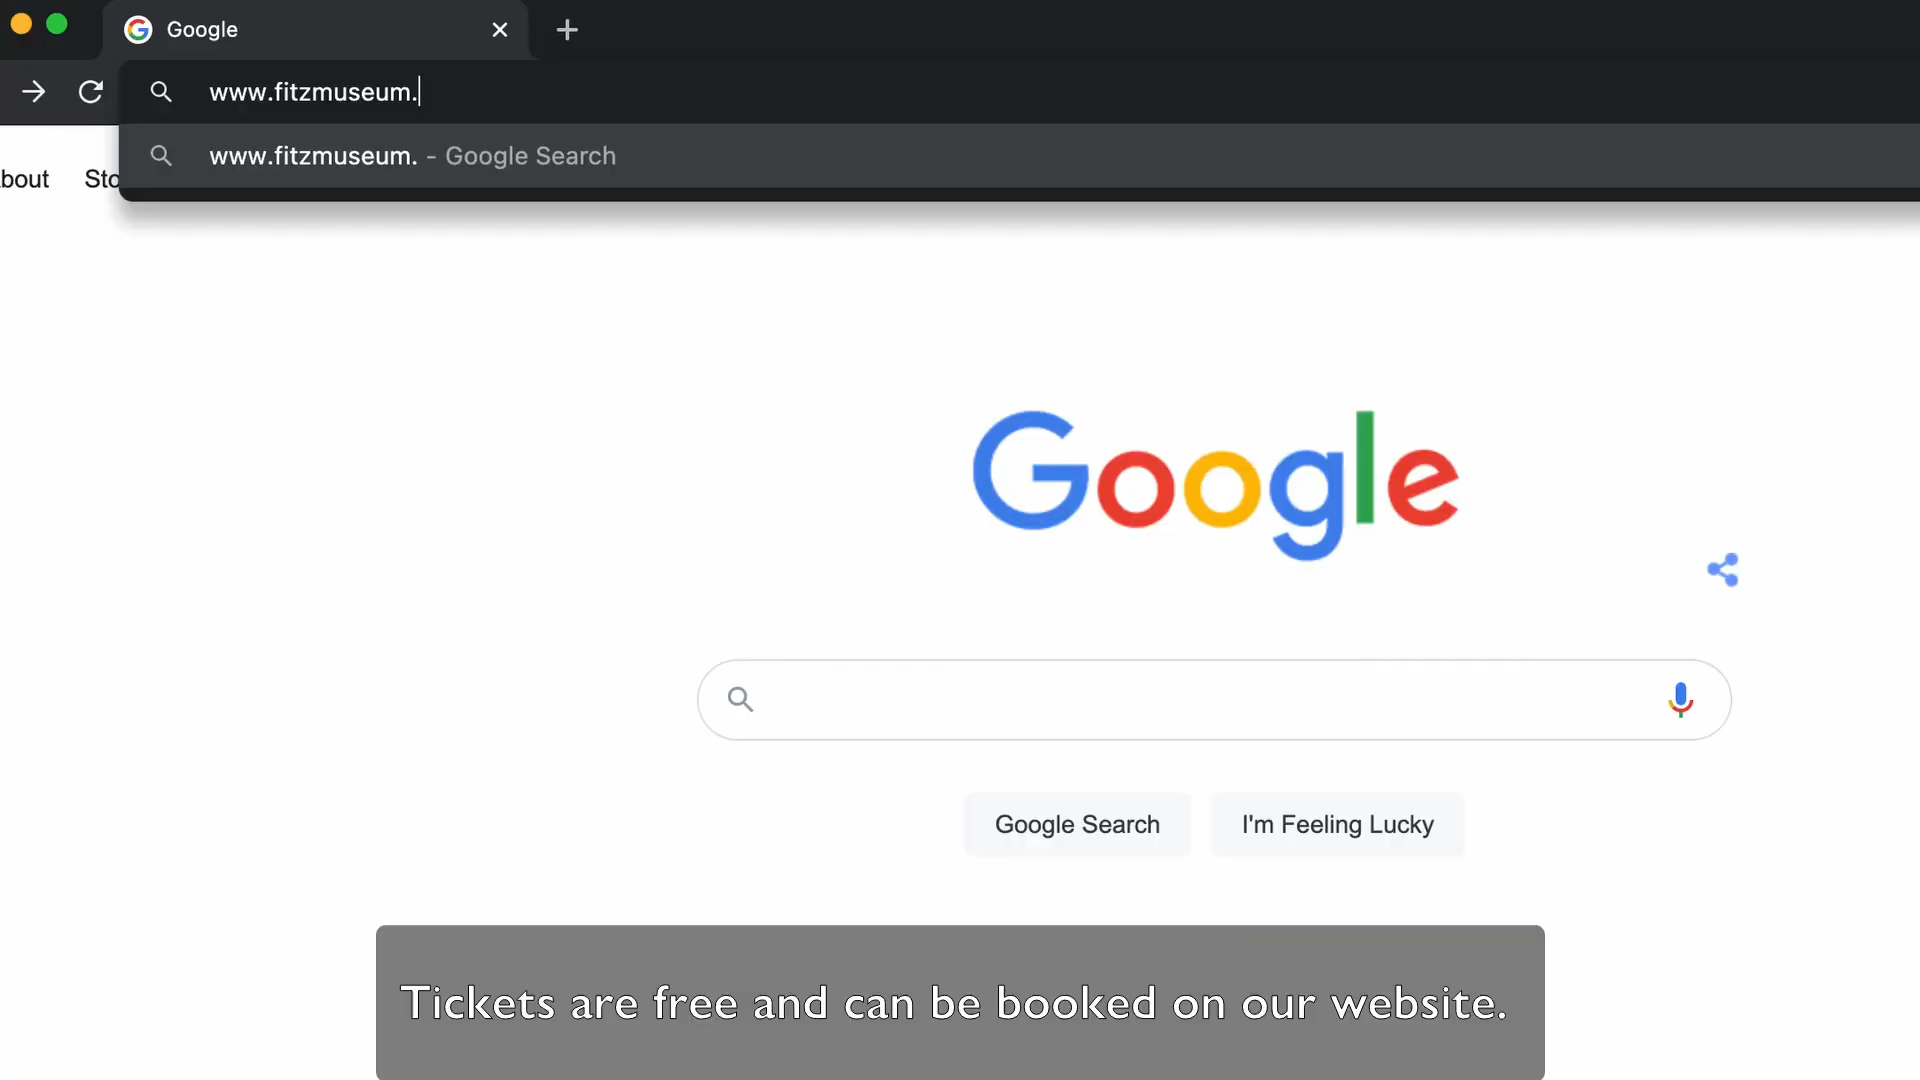 Google
www.fitzmuseum.
www.fitzmuseum. - Google Search
bout Sto
Google
Google Search I'm Feeling Lucky
Tickets are free and can be booked on our website.